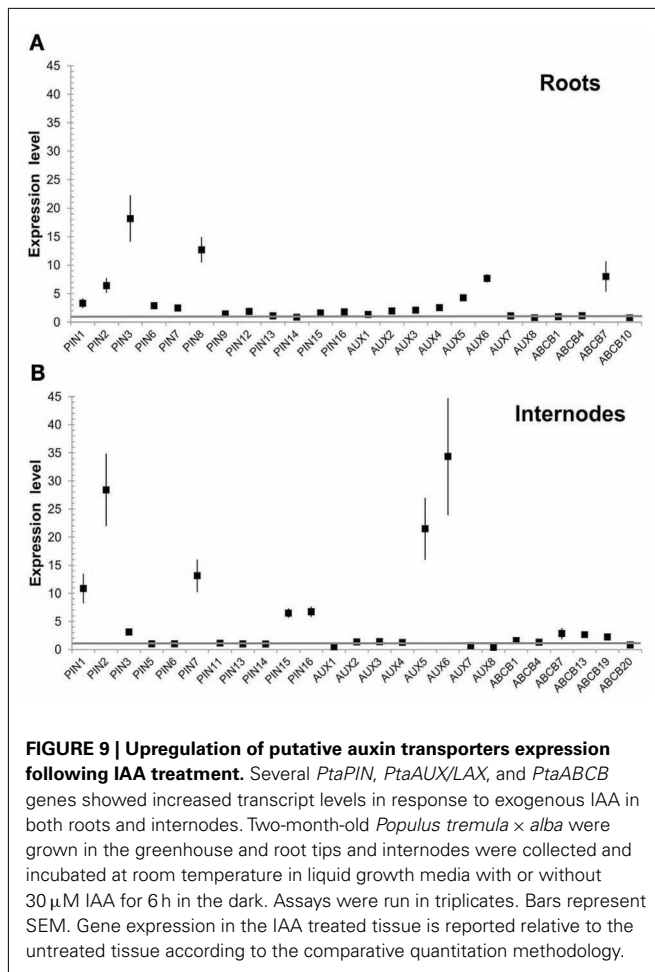 A
Roots
Expression level
45
40
35
30
25
20
15
10
5
0
PIN1 PIN2 PIN3 PIN6 PIN7 PIN8 PIN9 PIN12 PIN13 PIN14 PIN15 PIN16 AUX1 AUX2 AUX3 AUX4 AUX5 AUX6 AUX7 AUX8 ABCB1 ABCB4 ABCB7 ABCB10
B
Internodes
Expression level
45
40
35
30
25
20
15
10
5
0
PIN1 PIN2 PIN3 PIN5 PIN6 PIN7 PIN11 PIN13 PIN14 PIN15 PIN16 AUX1 AUX2 AUX3 AUX4 AUX5 AUX6 AUX7 AUX8 ABCB1 ABCB4 ABCB7 ABCB13 ABCB19 ABCB20
FIGURE 9 | Upregulation of putative auxin transporters expression
following IAA treatment. Several PtaPIN, PtaAUX/LAX, and PtaABCB
genes showed increased transcript levels in response to exogenous IAA in
both roots and internodes. Two-month-old Populus tremula × alba were
grown in the greenhouse and root tips and internodes were collected and
incubated at room temperature in liquid growth media with or without
30 μM IAA for 6 h in the dark. Assays were run in triplicates. Bars represent
SEM. Gene expression in the IAA treated tissue is reported relative to the
untreated tissue according to the comparative quantitation methodology.